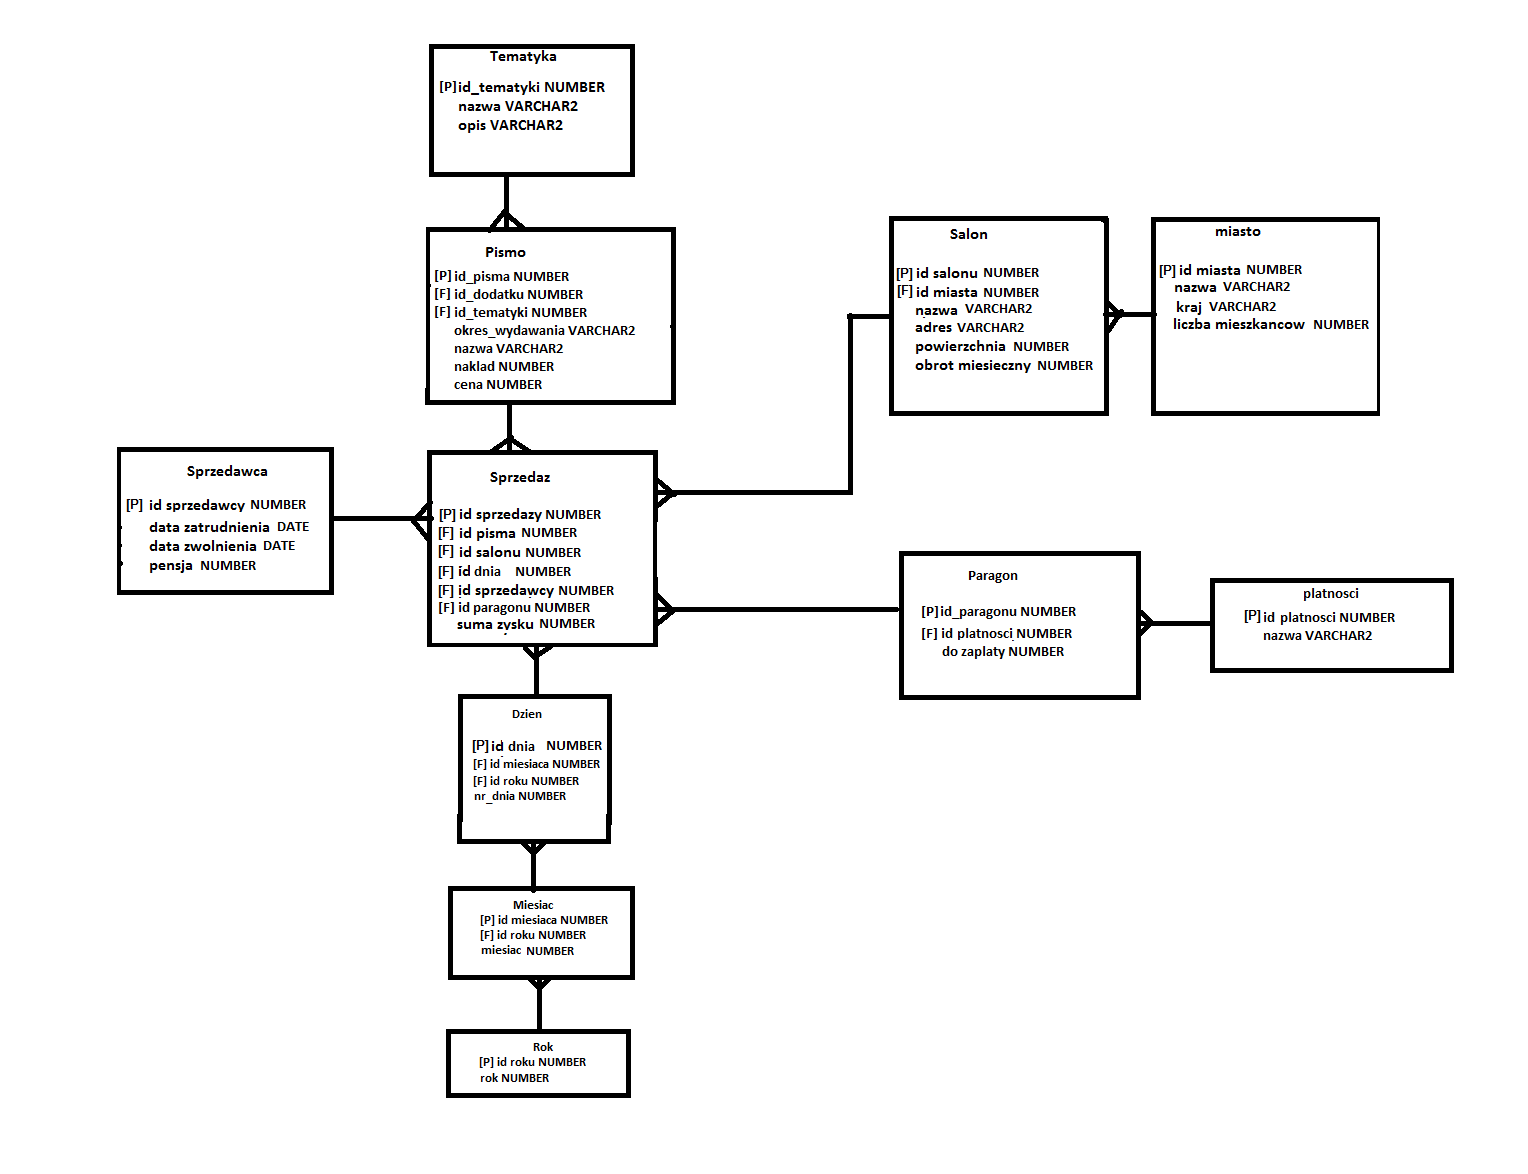 Tematyka
[P] id_tematyki NUMBER
nazwa VARCHAR2
opis VARCHAR2
Pismo
[P] id_pisma NUMBER
[F] id_dodatku NUMBER
[F] id_tematyki NUMBER
okres_wydawania VARCHAR2
nazwa VARCHAR2
naklad NUMBER
cena NUMBER
Salon
[P] id salonu NUMBER
[F] id miasta NUMBER
nazwa VARCHAR2
adres VARCHAR2
powierzchnia NUMBER
obrot miesieczny NUMBER
miasto
[P] id miasta NUMBER
nazwa VARCHAR2
kraj VARCHAR2
liczba mieszkancow NUMBER
Sprzedawca
[P] id sprzedawcy NUMBER
data zatrudnienia DATE
data zwolnienia DATE
pensja NUMBER
Sprzedaz
[P] id sprzedazy NUMBER
[F] id pisma NUMBER
[F] id salonu NUMBER
[F] id dnia NUMBER
[F] id sprzedawcy NUMBER
[F] id paragonu NUMBER
suma zysku NUMBER
Paragon
[P] id_paragonu NUMBER
[F] id platnosci NUMBER
do zaplaty NUMBER
platnosci
[P] id platnosci NUMBER
nazwa VARCHAR2
Dzien
[P] id dnia NUMBER
[F] id miesiaca NUMBER
[F] id roku NUMBER
nr_dnia NUMBER
Miesiac
[P] id miesiaca NUMBER
[F] id roku NUMBER
miesiac NUMBER
Rok
[P] id roku NUMBER
rok NUMBER